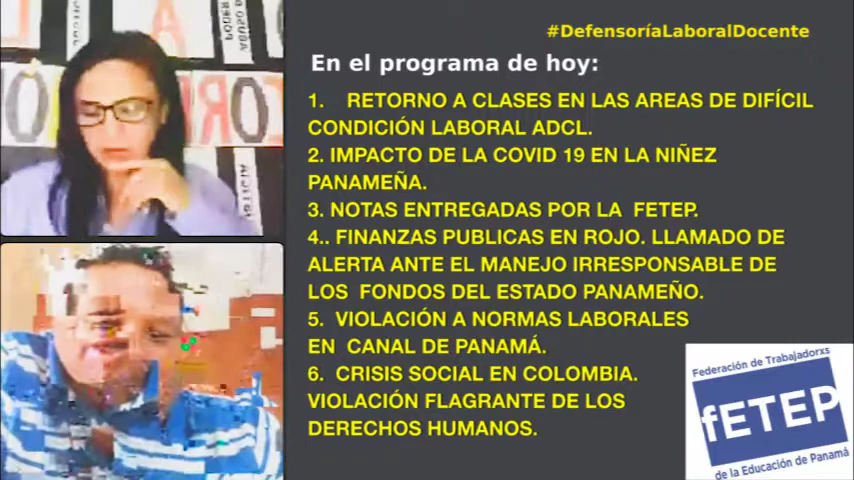 #DefensoríaLaboralDocente
En el programa de hoy:
1. RETORNO A CLASES EN LAS AREAS DE DIFÍCIL
CONDICIÓN LABORAL ADCL.
2. IMPACTO DE LA COVID 19 EN LA NIÑEZ
PANAMEÑA.
3. NOTAS ENTREGADAS POR LA FETEP.
4.. FINANZAS PUBLICAS EN ROJO. LLAMADO DE
ALERTA ANTE EL MANEJO IRRESPONSABLE DE
LOS FONDOS DEL ESTADO PANAMEÑO.
5. VIOLACIÓN A NORMAS LABORALES
EN CANAL DE PANAMÁ.
6. CRISIS SOCIAL EN COLOMBIA.
VIOLACIÓN FLAGRANTE DE LOS
DERECHOS HUMANOS.
Federación de Trabajadorxs
fETEP
de la Educación de Panamá